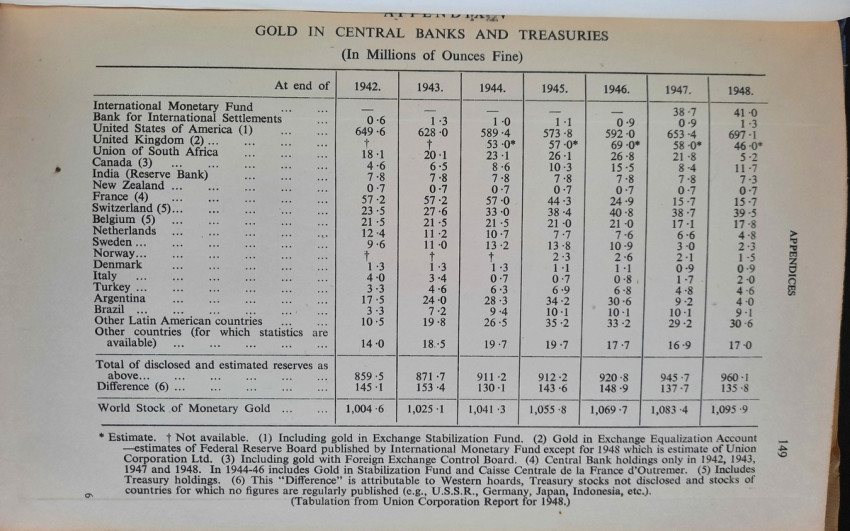 GOLD IN CENTRAL BANKS AND TREASURIES
(In Millions of Ounces Fine)
At end of 1942. 1943. 1944. 1945. 1946. 1947. 1948.
International Monetary Fund ... ... — — — — — 38·7 41·0
Bank for International Settlements ... 0·6 1·3 1·0 1·1 0·9 0·9 1·3
United States of America (1) ... ... 649·6 628·0 589·4 573·8 592·0 653·4 697·1
United Kingdom (2) ... ... ... ... † † 53·0* 57·0* 69·0* 58·0* 46·0*
Union of South Africa ... ... ... 18·1 20·1 23·1 26·1 26·8 21·8 5·2
Canada (3) ... ... ... ... ... 4·6 6·5 8·6 10·3 15·5 8·4 11·7
India (Reserve Bank) ... ... ... 7·8 7·8 7·8 7·8 7·8 7·8 7·3
New Zealand ... ... ... ... ... 0·7 0·7 0·7 0·7 0·7 0·7 0·7
France (4) ... ... ... ... ... 57·2 57·2 57·0 44·3 24·9 15·7 15·7
Switzerland (5)... ... ... ... ... 23·5 27·6 33·0 38·4 40·8 38·7 39·5
Belgium (5) ... ... ... ... ... 21·5 21·5 21·5 21·0 21·0 17·1 17·8
Netherlands ... ... ... ... ... 12·4 11·2 10·7 7·7 7·6 6·6 4·8
Sweden ... ... ... ... ... ... 9·6 11·0 13·2 13·8 10·9 3·0 2·3
Norway... ... ... ... ... ... † † † 2·3 2·6 2·1 1·5
Denmark ... ... ... ... ... 1·3 1·3 1·3 1·1 1·1 0·9 0·9
Italy ... ... ... ... ... ... 4·0 3·4 0·7 0·7 0·8 1·7 2·0
Turkey ... ... ... ... ... ... 3·3 4·6 6·3 6·9 6·8 4·8 4·6
Argentina ... ... ... ... ... 17·5 24·0 28·3 34·2 30·6 9·2 4·0
Brazil ... ... ... ... ... ... 3·3 7·2 9·4 10·1 10·1 10·1 9·1
Other Latin American countries ... ... 10·5 19·8 26·5 35·2 33·2 29·2 30·6
Other countries (for which statistics are
available) ... ... ... ... ... 14·0 18·5 19·7 19·7 17·7 16·9 17·0
Total of disclosed and estimated reserves as
above... ... ... ... ... ... 859·5 871·7 911·2 912·2 920·8 945·7 960·1
Difference (6) ... ... ... ... ... 145·1 153·4 130·1 143·6 148·9 137·7 135·8
World Stock of Monetary Gold ... ... 1,004·6 1,025·1 1,041·3 1,055·8 1,069·7 1,083·4 1,095·9
* Estimate. † Not available. (1) Including gold in Exchange Stabilization Fund. (2) Gold in Exchange Equalization Account
—estimates of Federal Reserve Board published by International Monetary Fund except for 1948 which is estimate of Union
Corporation Ltd. (3) Including gold with Foreign Exchange Control Board. (4) Central Bank holdings only in 1942, 1943,
1947 and 1948. In 1944-46 includes Gold in Stabilization Fund and Caisse Centrale de la France d'Outremer. (5) Includes
Treasury holdings. (6) This "Difference" is attributable to Western hoards, Treasury stocks not disclosed and stocks of
countries for which no figures are regularly published (e.g., U.S.S.R., Germany, Japan, Indonesia, etc.).
(Tabulation from Union Corporation Report for 1948.)
APPENDICES
149